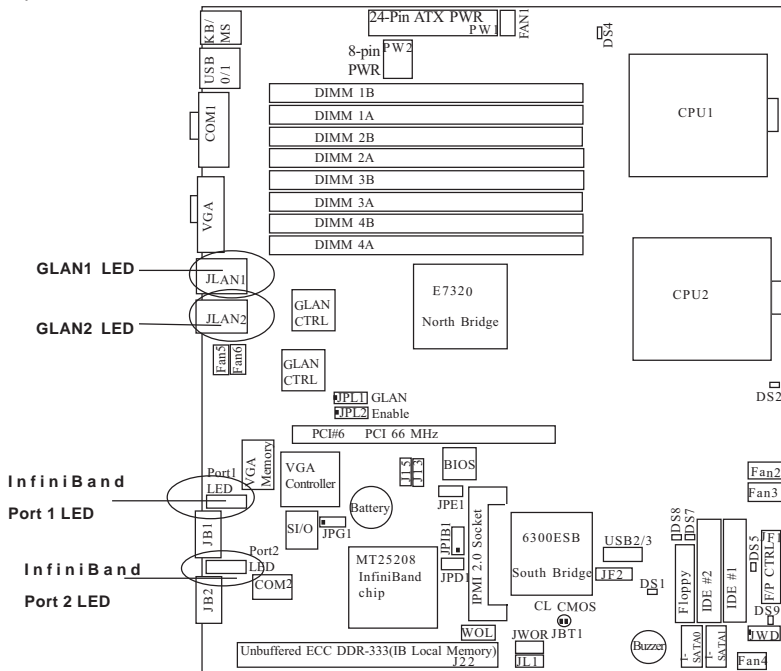 KB/
MS
24-Pin ATX PWR
PW1
FAN1
DS4
USB
0/1
8-pin
PWR
PW2
COM1
DIMM 1B
DIMM 1A
DIMM 2B
DIMM 2A
DIMM 3B
DIMM 3A
DIMM 4B
DIMM 4A
CPU1
VGA
GLAN1 LED
JLAN1
GLAN2 LED
JLAN2
GLAN
CTRL
E7320
North Bridge
CPU2
Fan5
Fan6
GLAN
CTRL
DS2
JPL1 GLAN
JPL2 Enable
PCI#6 PCI 66 MHz
InfiniBand
Port 1 LED
Port1
LED
VGA
Memory
VGA
Controller
J15
J13
BIOS
Fan2
Fan3
Battery
JPE1
JB1
SI/O
JPG1
JPIB1
IPMI 2.0 Socket
6300ESB
South Bridge
USB2/3
DS8
DS7
JF1
DS5
F/P CTRL
InfiniBand
Port 2 LED
Port2
LED
JB2
COM2
MT25208
InfiniBand
chip
JPD1
JF2
DS1
Floppy
IDE #2
IDE #1
DS9
CL CMOS
JBT1
WOL
JWOR
JL1
Buzzer
I-
SATA0
I-
SATA1
JWD
Fan4
Unbuffered ECC DDR-333(IB Local Memory)
J22